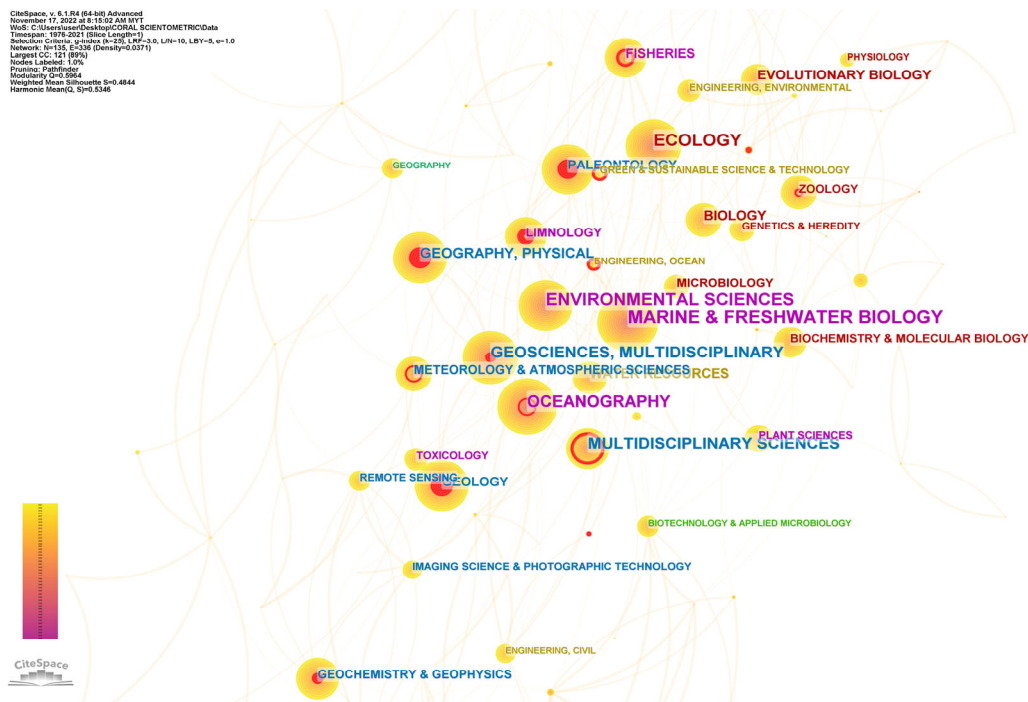 CiteSpace, v. 6.1.R4 (64-bit) Advanced
November 17, 2022 at 8:15:02 AM MYT
WoS: C:\Users\user\Desktop\CORAL SCIENTOMETRIC\Data
Timespan: 1976-2021 (Slice Length=1)
Selection Criteria: g-index (k=25), LRF=3.0, L/N=10, LBY=5, e=1.0
Network: N=135, E=336 (Density=0.0371)
Largest CC: 121 (89%)
Nodes Labeled: 1.0%
Pruning: Pathfinder
Modularity Q=0.5964
Weighted Mean Silhouette S=0.4844
Harmonic Mean(Q, S)=0.5346
FISHERIES
PHYSIOLOGY
EVOLUTIONARY BIOLOGY
ENGINEERING, ENVIRONMENTAL
ECOLOGY
GEOGRAPHY
PALEONTOLOGY
GREEN & SUSTAINABLE SCIENCE & TECHNOLOGY
ZOOLOGY
BIOLOGY
GENETICS & HEREDITY
LIMNOLOGY
GEOGRAPHY, PHYSICAL
ENGINEERING, OCEAN
MICROBIOLOGY
ENVIRONMENTAL SCIENCES
MARINE & FRESHWATER BIOLOGY
BIOCHEMISTRY & MOLECULAR BIOLOGY
GEOSCIENCES, MULTIDISCIPLINARY
METEOROLOGY & ATMOSPHERIC SCIENCES
WATER RESOURCES
OCEANOGRAPHY
PLANT SCIENCES
MULTIDISCIPLINARY SCIENCES
TOXICOLOGY
REMOTE SENSING
GEOLOGY
BIOTECHNOLOGY & APPLIED MICROBIOLOGY
IMAGING SCIENCE & PHOTOGRAPHIC TECHNOLOGY
ENGINEERING, CIVIL
CiteSpace
GEOCHEMISTRY & GEOPHYSICS